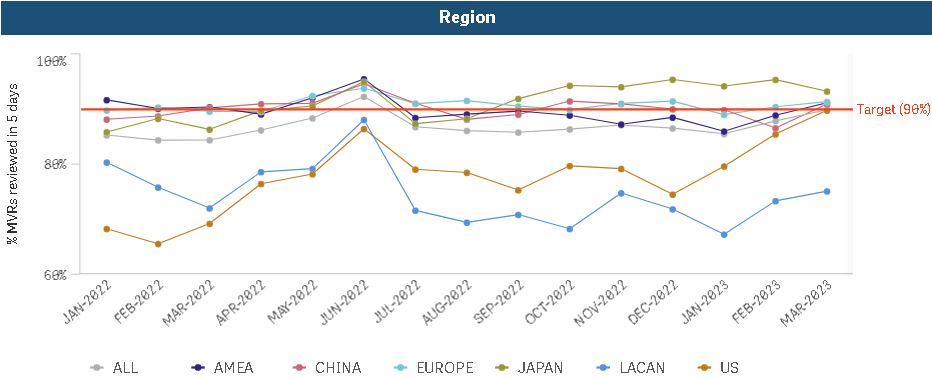 Region
% MVRs reviewed in 5 days
100%
80%
60%
Target (90%)
JAN-2022
FEB-2022
MAR-2022
APR-2022
MAY-2022
JUN-2022
JUL-2022
AUG-2022
SEP-2022
OCT-2022
NOV-2022
DEC-2022
JAN-2023
FEB-2023
MAR-2023
ALL AMEA CHINA EUROPE JAPAN LACAN US